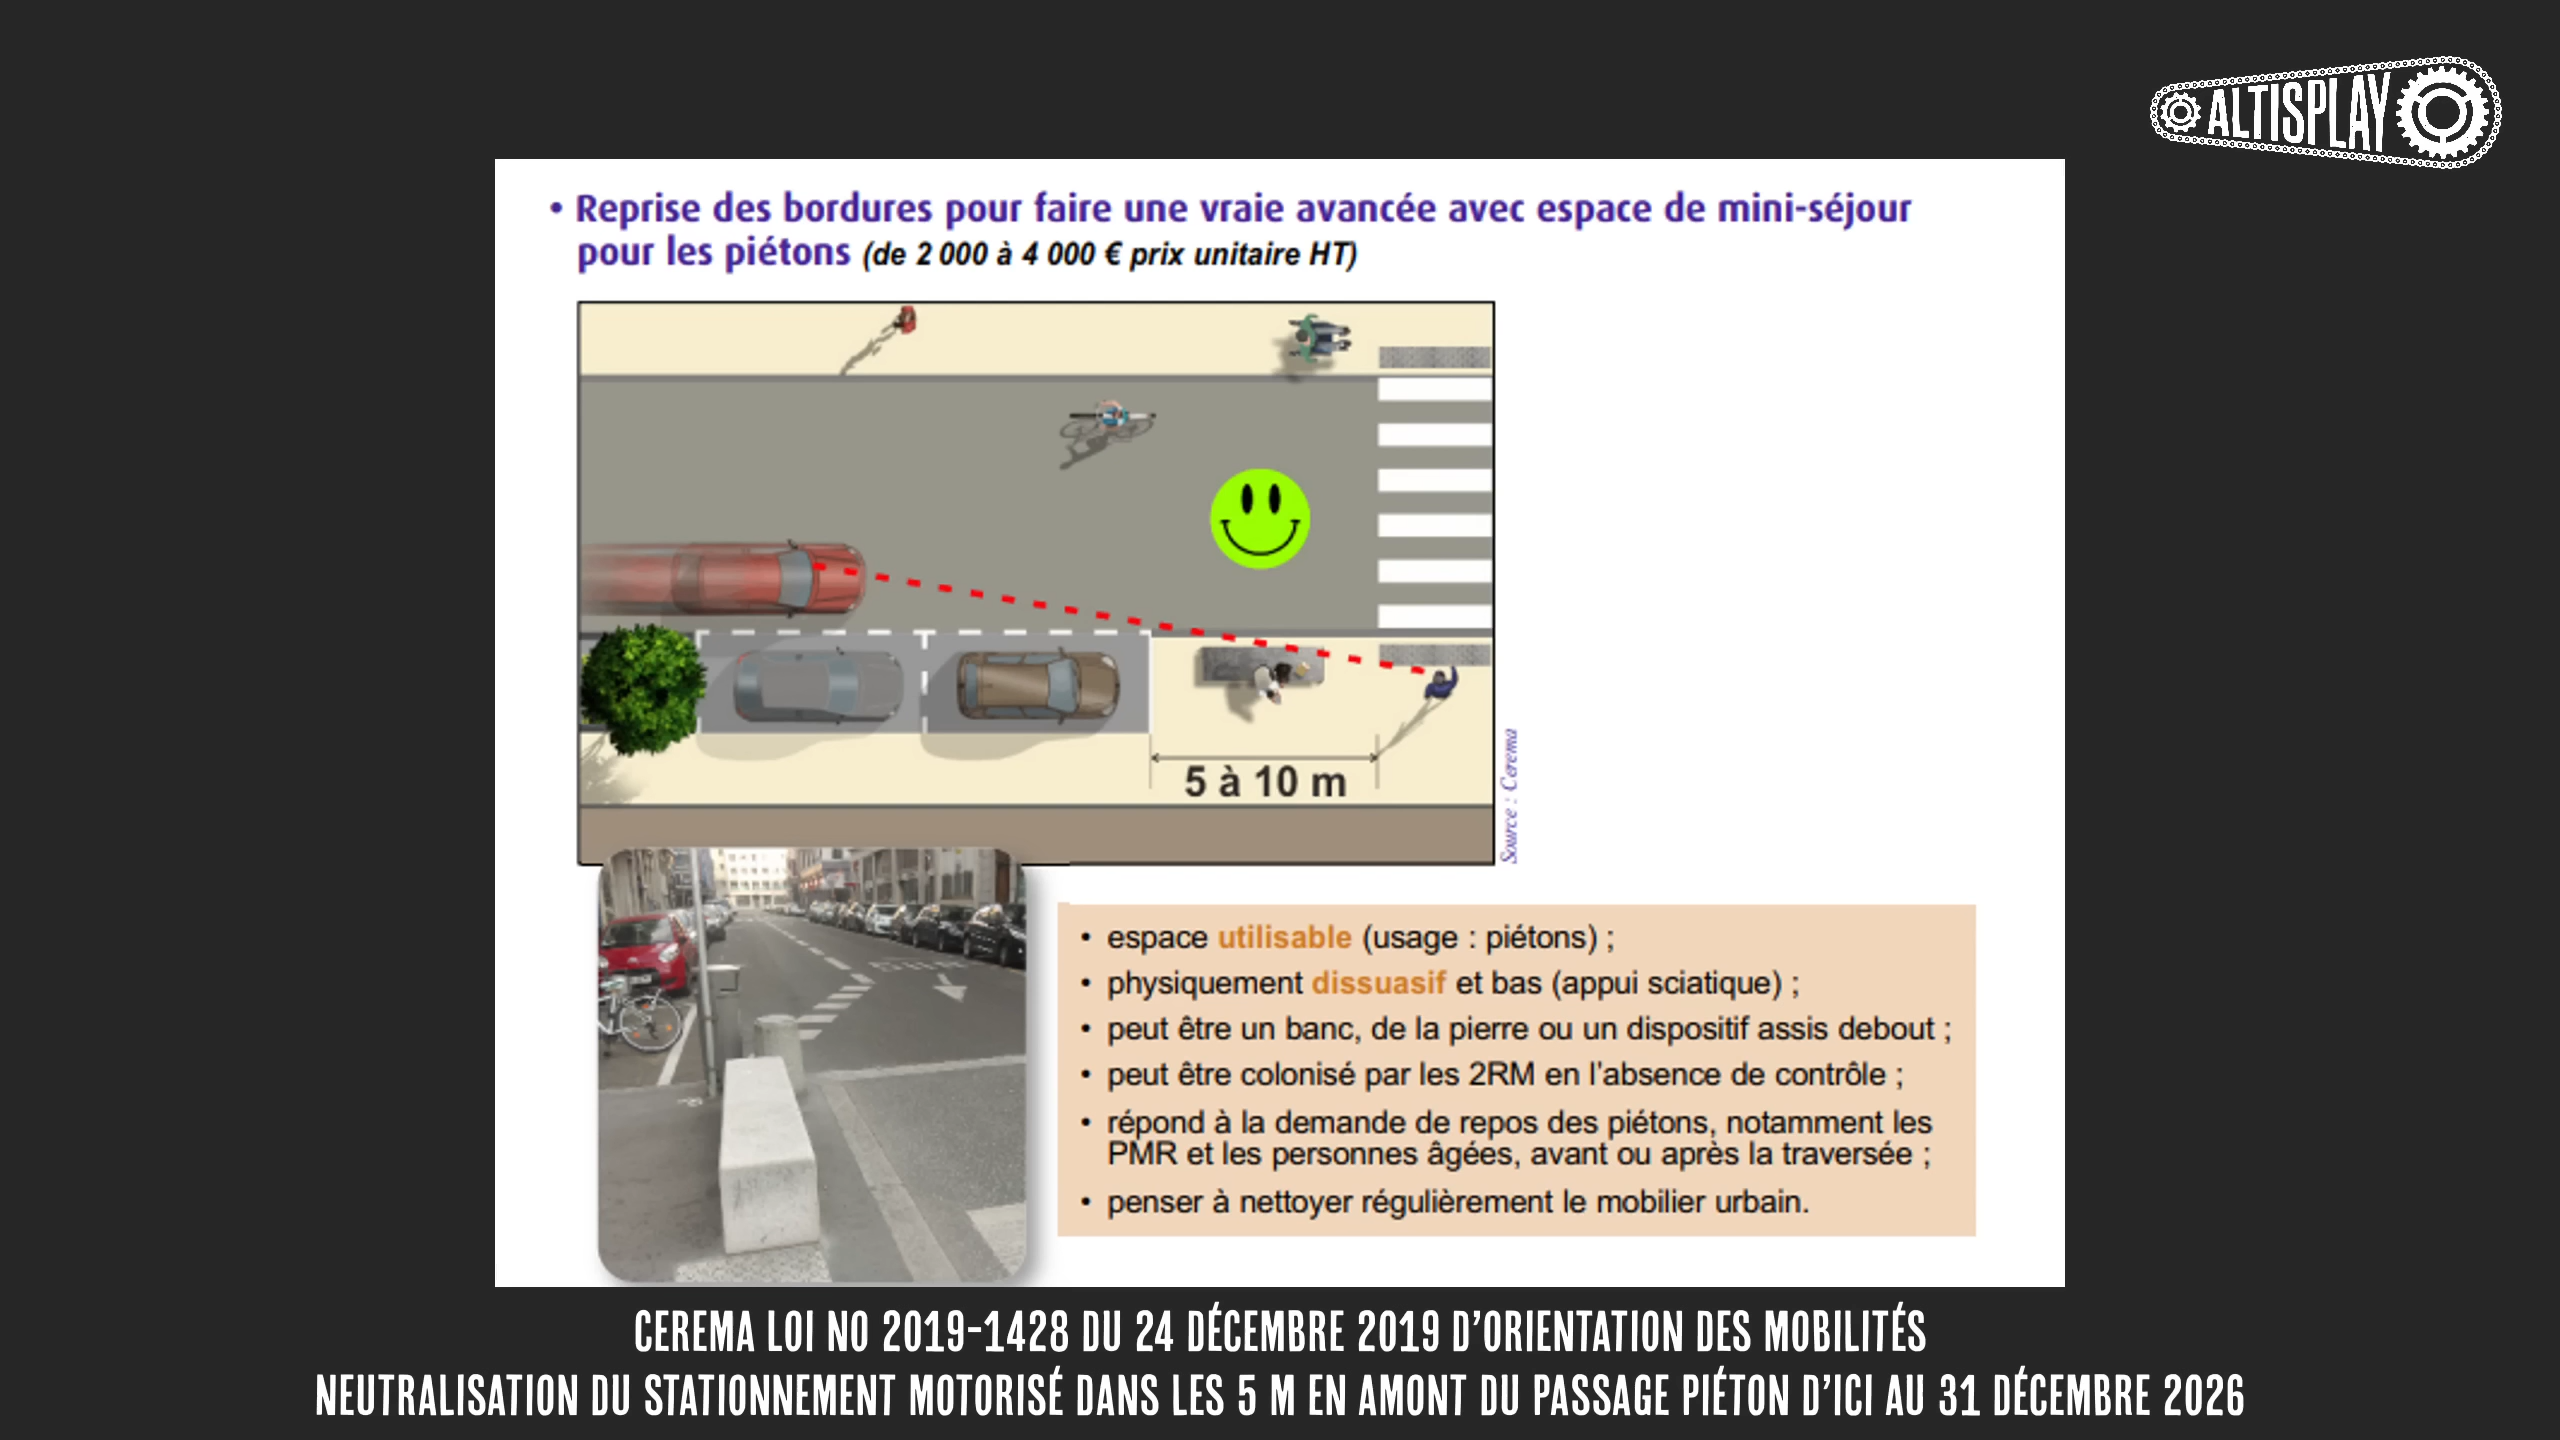 ALTISPLAY
• Reprise des bordures pour faire une vraie avancée avec espace de mini-séjour
pour les piétons (de 2 000 à 4 000 € prix unitaire HT)
5 à 10 m
Source : Cerema
• espace utilisable (usage : piétons) ;
• physiquement dissuasif et bas (appui sciatique) ;
• peut être un banc, de la pierre ou un dispositif assis debout ;
• peut être colonisé par les 2RM en l'absence de contrôle ;
• répond à la demande de repos des piétons, notamment les
PMR et les personnes âgées, avant ou après la traversée ;
• penser à nettoyer régulièrement le mobilier urbain.
CEREMA LOI NO 2019-1428 DU 24 DÉCEMBRE 2019 D'ORIENTATION DES MOBILITÉS
NEUTRALISATION DU STATIONNEMENT MOTORISÉ DANS LES 5 M EN AMONT DU PASSAGE PIÉTON D'ICI AU 31 DÉCEMBRE 2026